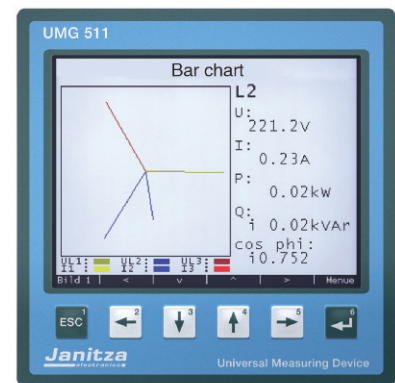 UMG 511
Bar chart
L2
U:
221.2v
I:
0.23A
P:
0.02kW
Q:
i 0.02kVAr
cos phi:
i0.752
UL1: UL2: UL3:
I1 : I2 : I3 :
Bild 1 < v ^ > Menue
ESC 1 2 3 4 5 6
Janitza
electronics
Universal Measuring Device